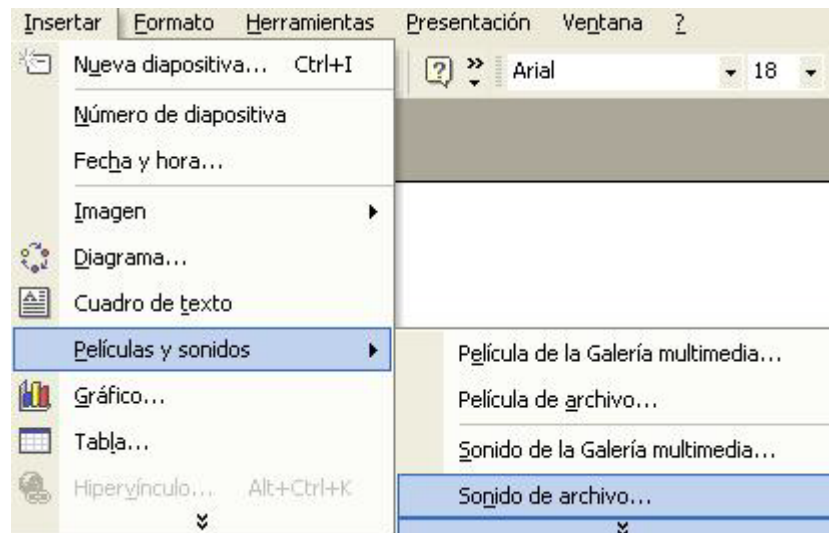 Insertar Formato Herramientas Presentación Ventana ?
Nueva diapositiva... Ctrl+I
» Arial 18
Número de diapositiva
Fecha y hora...
Imagen
Diagrama...
Cuadro de texto
Películas y sonidos
Película de la Galería multimedia...
Gráfico...
Película de archivo...
Tabla...
Sonido de la Galería multimedia...
Hipervínculo... Alt+Ctrl+K
Sonido de archivo...